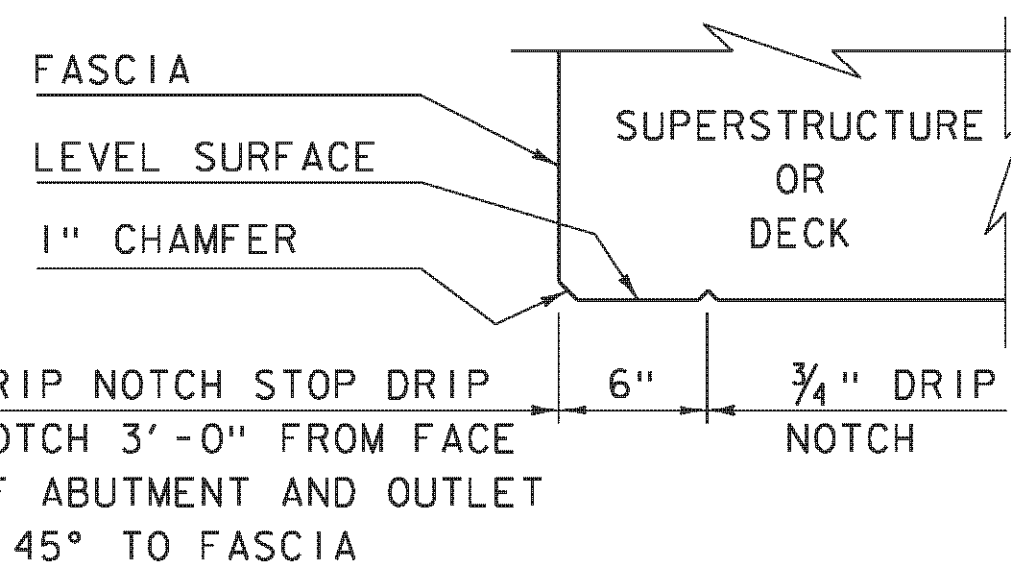 FASCIA
LEVEL SURFACE
1" CHAMFER
SUPERSTRUCTURE
OR
DECK
RIP NOTCH STOP DRIP
OTCH 3'-0" FROM FACE
F ABUTMENT AND OUTLET
45° TO FASCIA
6"
3/4" DRIP
NOTCH